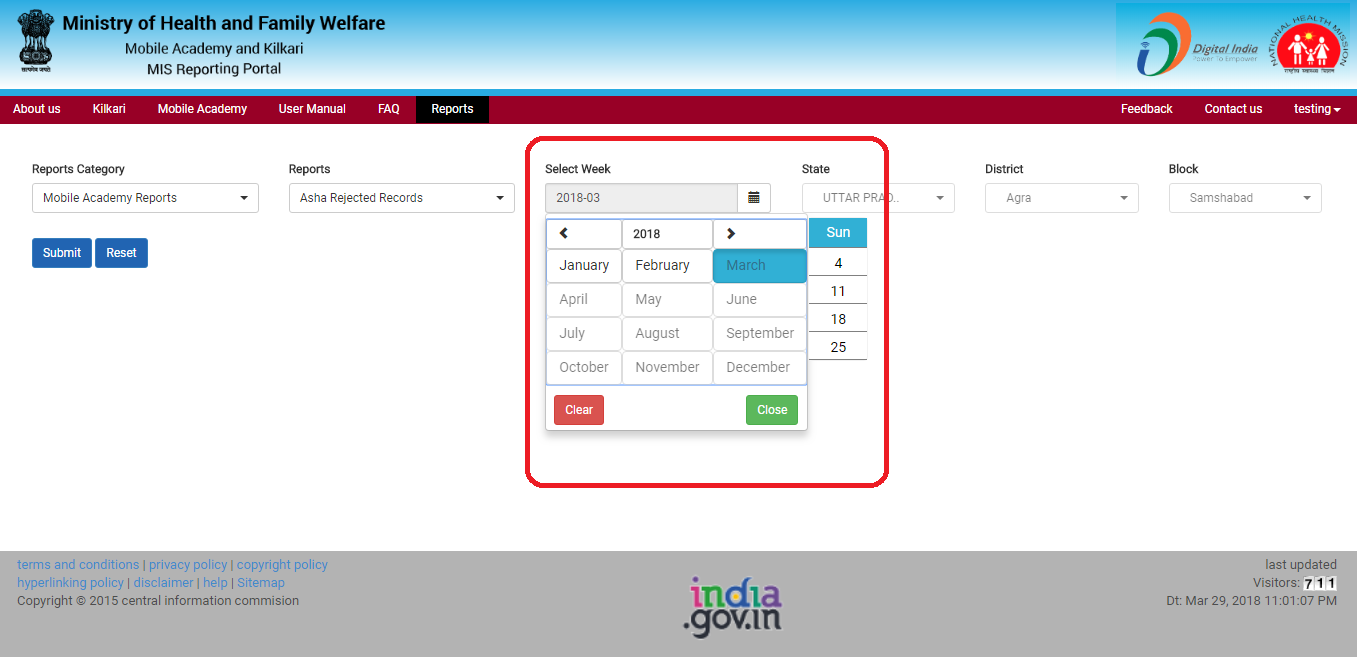 Ministry of Health and Family Welfare
Mobile Academy and Kilkari
MIS Reporting Portal
सत्यमेव जयते
Digital India
Power To Empower
NATIONAL HEALTH MISSION
राष्ट्रीय स्वास्थ्य मिशन
About us Kilkari Mobile Academy User Manual FAQ Reports Feedback Contact us testing
Reports Category Reports Select Week State District Block
Mobile Academy Reports Asha Rejected Records 2018-03 UTTAR PRAD.. Agra Samshabad
Submit Reset
2018 Sun
January February March 4
April May June 11
July August September 18
October November December 25
Clear Close
terms and conditions | privacy policy | copyright policy
hyperlinking policy | disclaimer | help | Sitemap
Copyright © 2015 central information commision
india
.gov.in
last updated
Visitors: 711
Dt: Mar 29, 2018 11:01:07 PM